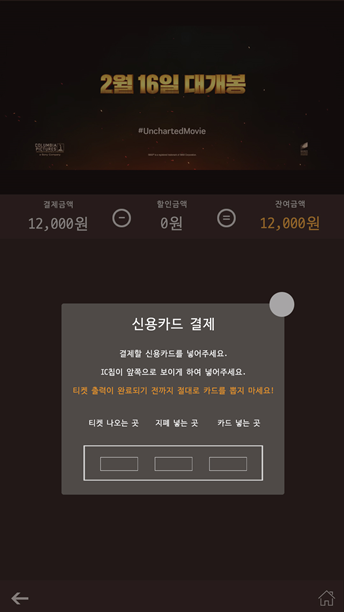 2월 16일 대개봉
#UnchartedMovie
결제금액
할인금액
잔여금액
12,000원
0원
12,000원
신용카드 결제
결제할 신용카드를 넣어주세요.
IC칩이 앞쪽으로 보이게 하여 넣어주세요.
티켓 출력이 완료되기 전까지 절대로 카드를 뽑지 마세요!
티켓 나오는 곳
지폐 넣는 곳
카드 넣는 곳